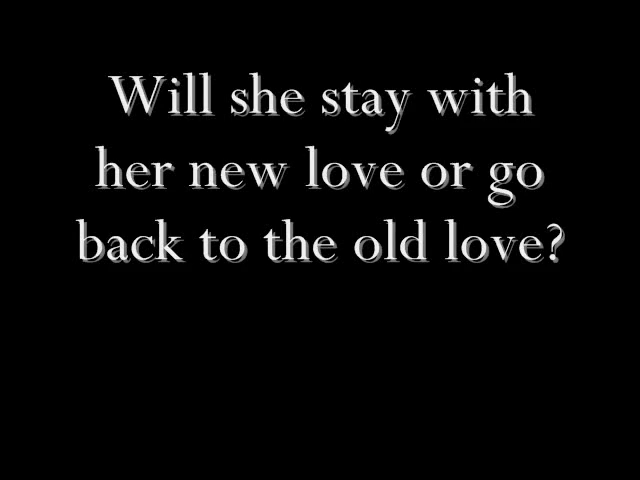 Will she stay with
her new love or go
back to the old love?